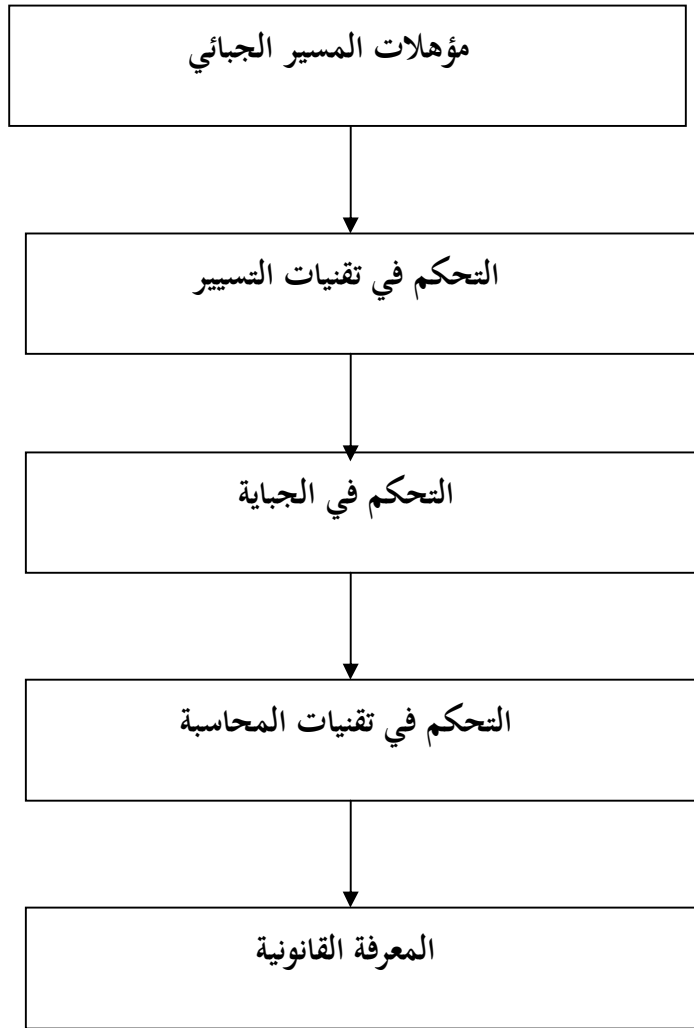 مؤهلات المسير الجبائي
التحكم في تقنيات التسيير
التحكم في الجباية
التحكم في تقنيات المحاسبة
المعرفة القانونية